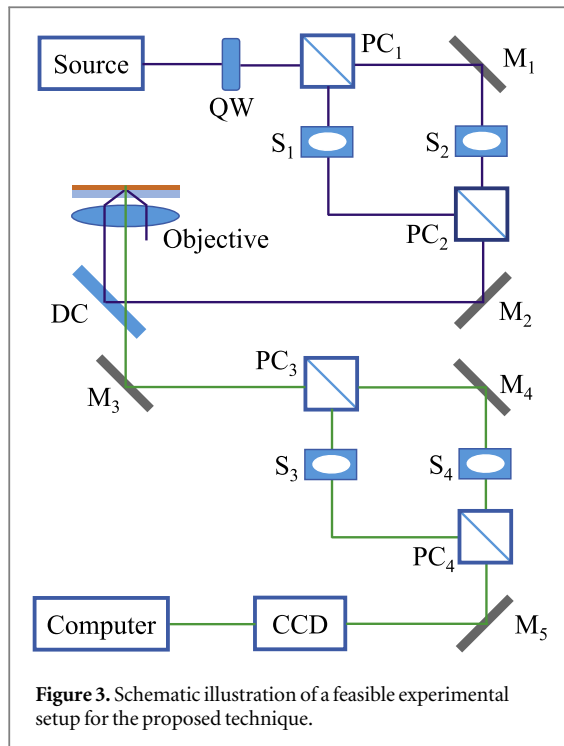 Source
QW
PC1
M1
S1
S2
PC2
Objective
DC
M2
M3
PC3
M4
S3
S4
PC4
Computer
CCD
M5
Figure 3. Schematic illustration of a feasible experimental
setup for the proposed technique.